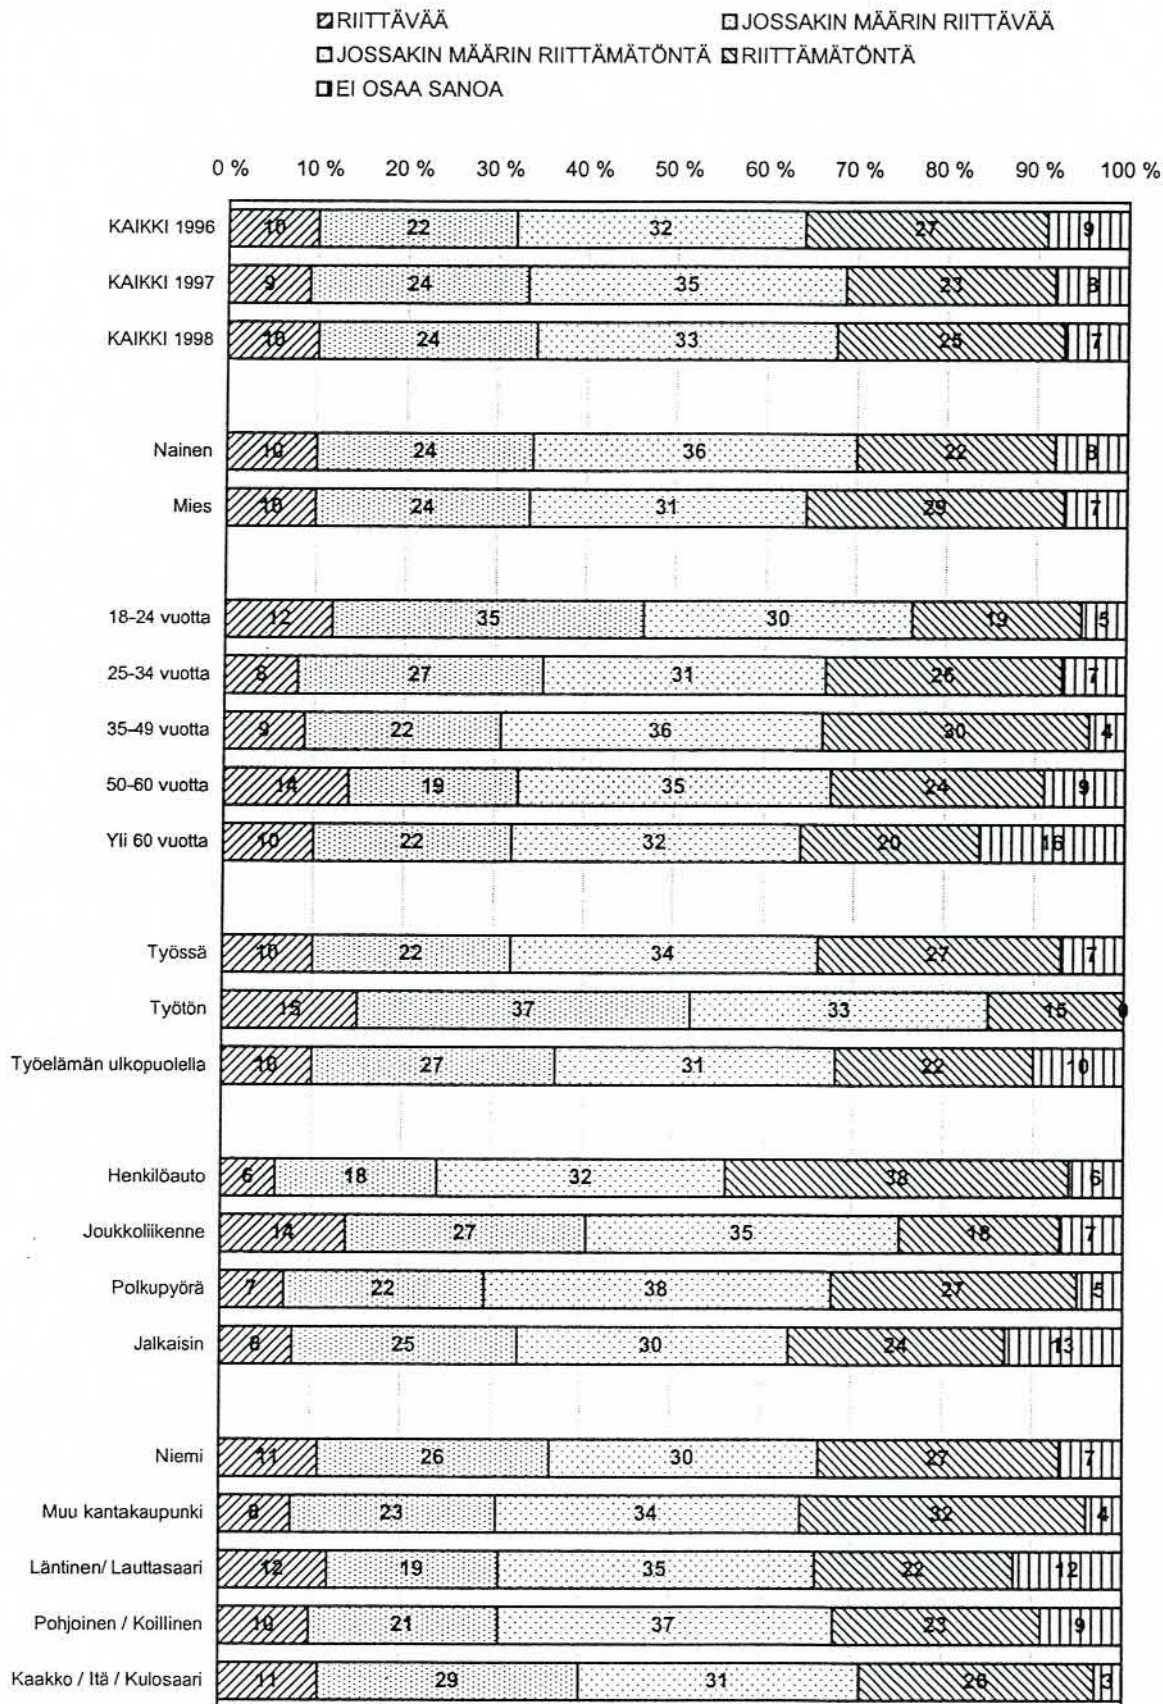 RIITTÄVÄÄ JOSSAKIN MÄÄRIN RIITTÄVÄÄ
JOSSAKIN MÄÄRIN RIITTÄMÄTÖNTÄ RIITTÄMÄTÖNTÄ
EI OSAA SANOA
0 % 10 % 20 % 30 % 40 % 50 % 60 % 70 % 80 % 90 % 100 %
KAIKKI 1996 10 22 32 27 9
KAIKKI 1997 9 24 35 23 8
KAIKKI 1998 10 24 33 25 7
Nainen 10 24 36 22 8
Mies 10 24 31 29 7
18-24 vuotta 12 35 30 19 5
25-34 vuotta 8 27 31 26 7
35-49 vuotta 9 22 36 30 4
50-60 vuotta 14 19 35 24 9
Yli 60 vuotta 10 22 32 20 16
Työssä 10 22 34 27 7
Työtön 15 37 33 15 0
Työelämän ulkopuolella 10 27 31 22 10
Henkilöauto 6 18 32 38 6
Joukkoliikenne 14 27 35 18 7
Polkupyörä 7 22 38 27 5
Jalkaisin 8 25 30 24 13
Niemi 11 26 30 27 7
Muu kantakaupunki 8 23 34 32 4
Läntinen/ Lauttasaari 12 19 35 22 12
Pohjoinen / Koillinen 10 21 37 23 9
Kaakko / Itä / Kulosaari 11 29 31 26 3